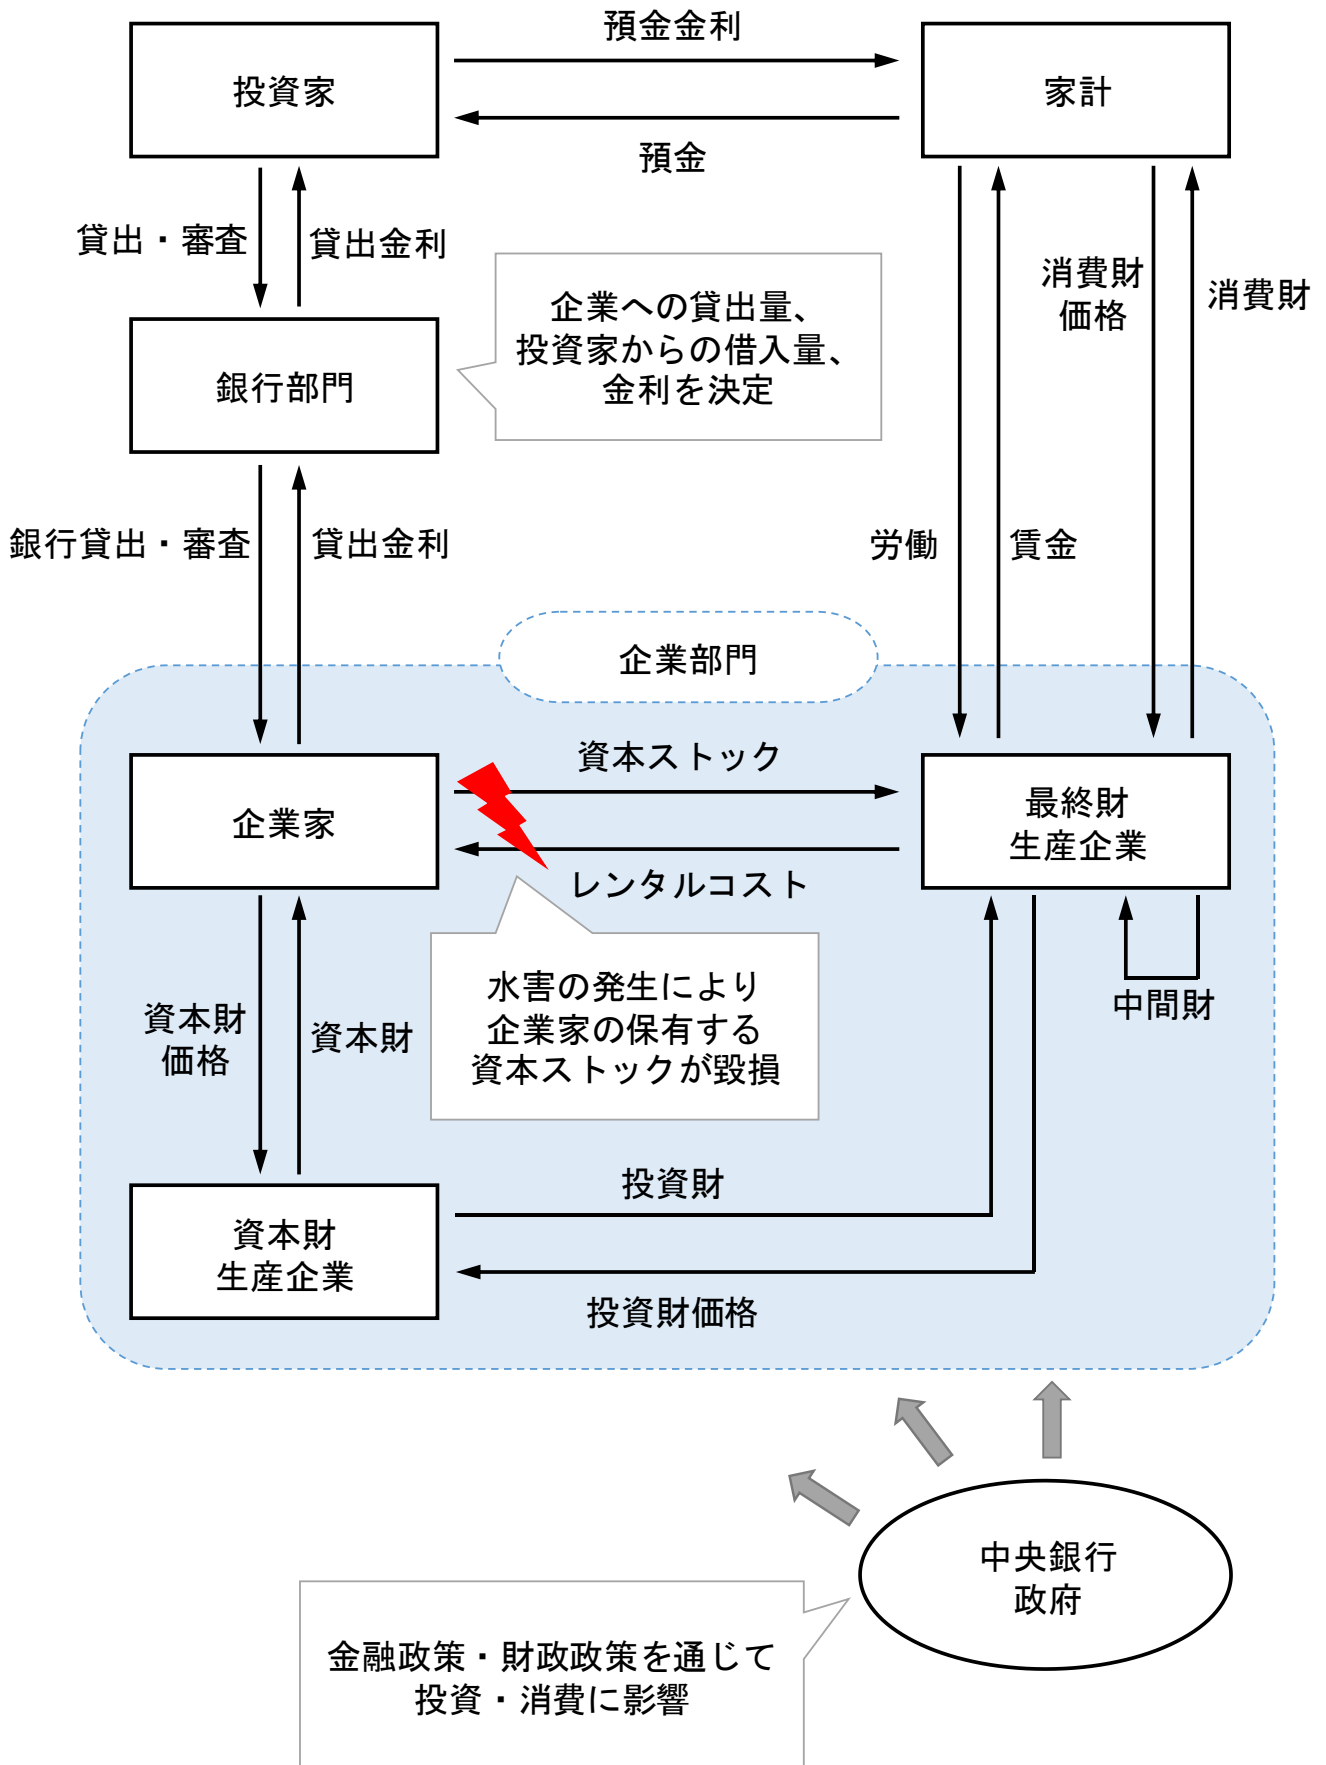 預金金利
投資家
家計
預金
貸出・審査
貸出金利
消費財
価格
消費財
企業への貸出量、
投資家からの借入量、
金利を決定
銀行部門
銀行貸出・審査
貸出金利
労働
賃金
企業部門
資本ストック
企業家
最終財
生産企業
レンタルコスト
水害の発生により
企業家の保有する
資本ストックが毀損
資本財
価格
資本財
中間財
投資財
資本財
生産企業
投資財価格
中央銀行
政府
金融政策・財政政策を通じて
投資・消費に影響